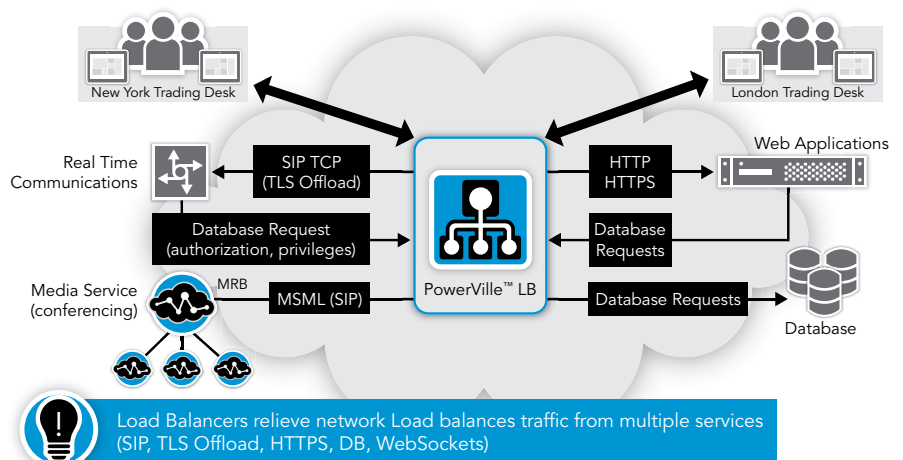 New York Trading Desk
London Trading Desk
Real Time
Communications
SIP TCP
(TLS Offload)
HTTP
HTTPS
Web Applications
Database Request
(authorization, privileges)
Database
Requests
PowerVille™ LB
Media Service
(conferencing)
MRB
MSML (SIP)
Database Requests
Database
!
Load Balancers relieve network Load balances traffic from multiple services
(SIP, TLS Offload, HTTPS, DB, WebSockets)